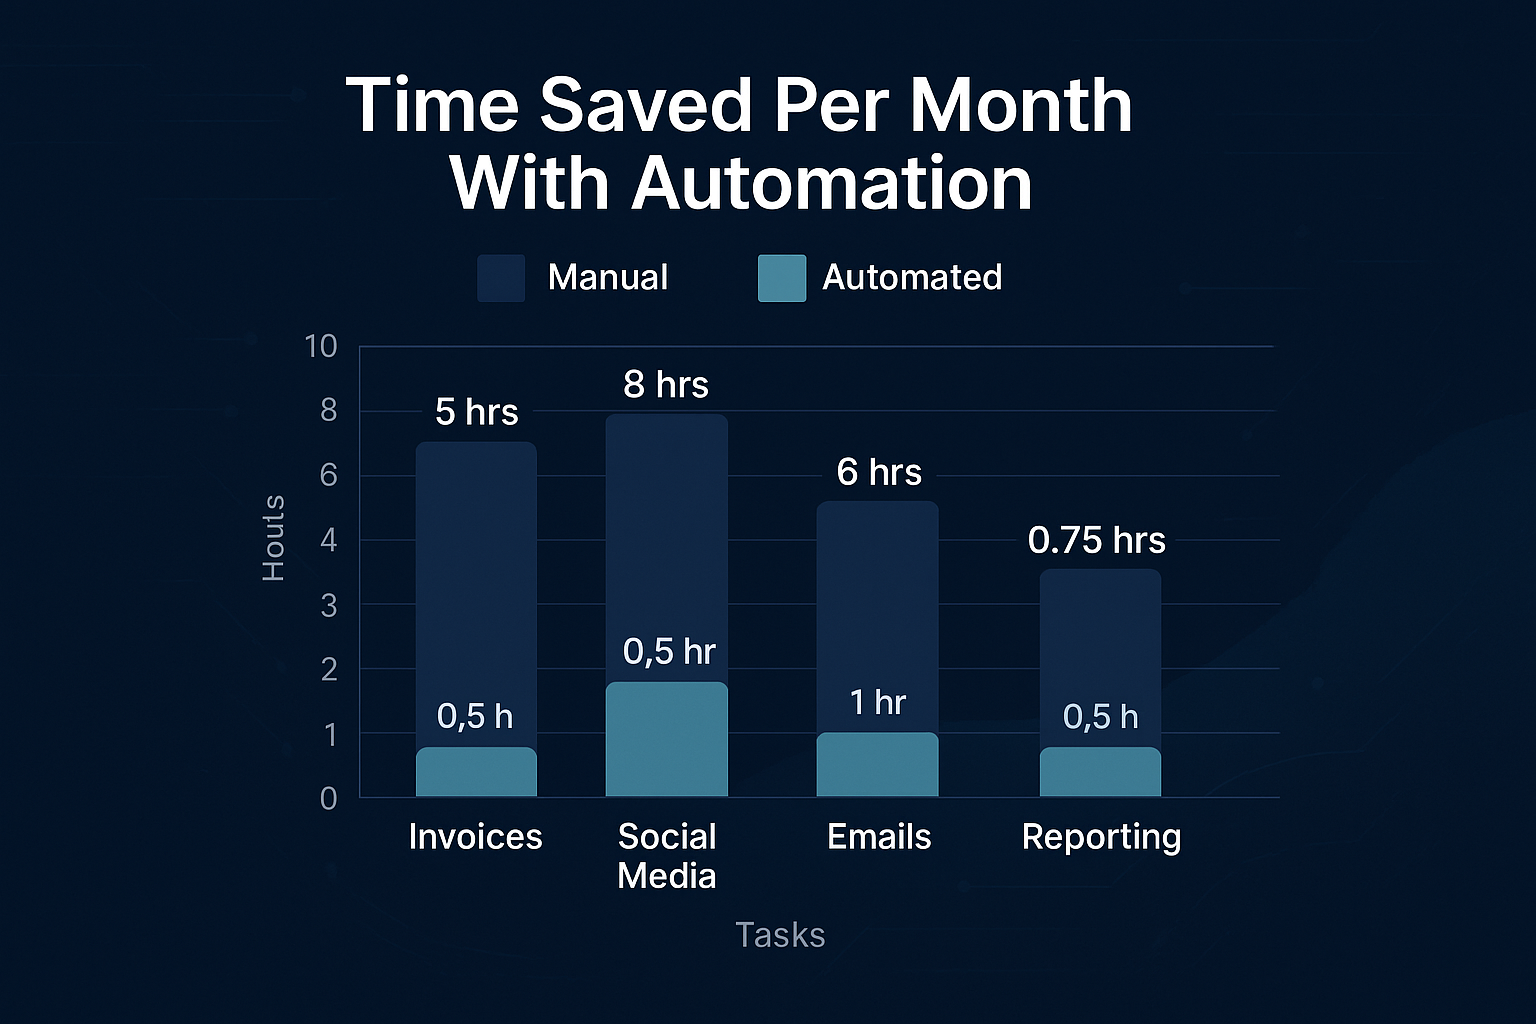 Time Saved Per Month
With Automation
Manual
Automated
10
8
6
4
3
2
1
0
Houts
5 hrs
8 hrs
6 hrs
0.75 hrs
0,5 h
0,5 hr
1 hr
0,5 h
Invoices
Social
Media
Emails
Reporting
Tasks